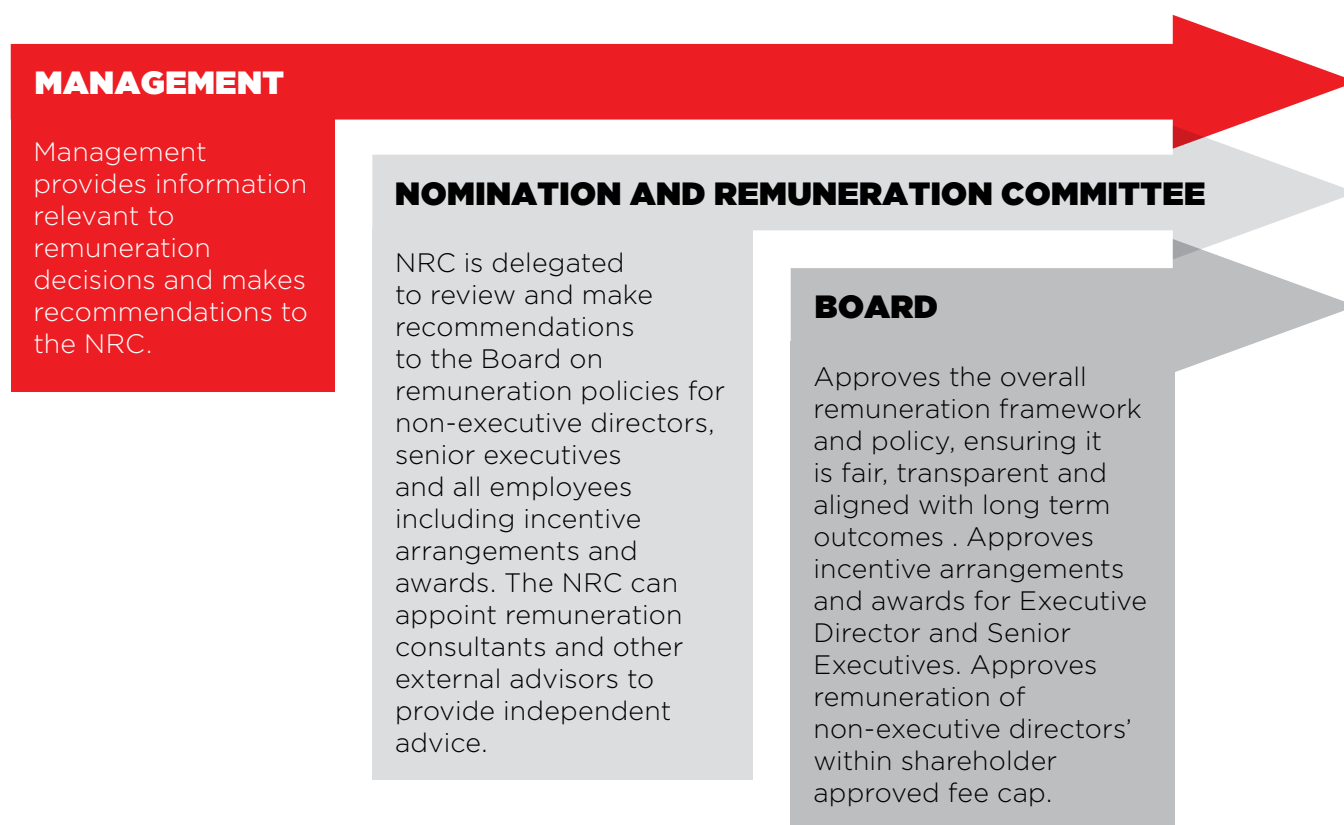 MANAGEMENT
Management
provides information
relevant to
remuneration
decisions and makes
recommendations to
the NRC.
NOMINATION AND REMUNERATION COMMITTEE
NRC is delegated
to review and make
recommendations
to the Board on
remuneration policies for
non-executive directors,
senior executives
and all employees
including incentive
arrangements and
awards. The NRC can
appoint remuneration
consultants and other
external advisors to
provide independent
advice.
BOARD
Approves the overall
remuneration framework
and policy, ensuring it
is fair, transparent and
aligned with long term
outcomes . Approves
incentive arrangements
and awards for Executive
Director and Senior
Executives. Approves
remuneration of
non-executive directors’
within shareholder
approved fee cap.